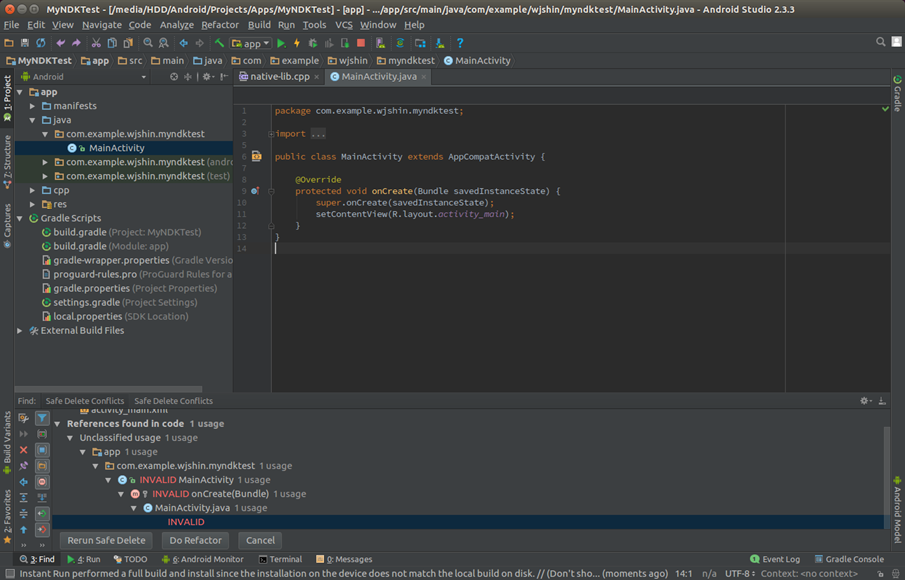 MyNDKTest - [/media/HDD/Android/Projects/Apps/MyNDKTest] - [app] - .../app/src/main/java/com/example/wjshin/myndktest/MainActivity.java - Android Studio 2.3.3
File Edit View Navigate Code Analyze Refactor Build Run Tools VCS Window Help
app
MyNDKTest app src main java com example wjshin myndktest MainActivity
Android
native-lib.cpp × MainActivity.java ×
1: Project
Z: Structure
Captures
Build Variants
2: Favorites
Gradle
Android Model
app
manifests
java
com.example.wjshin.myndktest
MainActivity
com.example.wjshin.myndktest (andro
com.example.wjshin.myndktest (test)
cpp
res
Gradle Scripts
build.gradle (Project: MyNDKTest)
build.gradle (Module: app)
gradle-wrapper.properties (Gradle Versio
proguard-rules.pro (ProGuard Rules for a
gradle.properties (Project Properties)
settings.gradle (Project Settings)
local.properties (SDK Location)
External Build Files
1 package com.example.wjshin.myndktest;
2
3 import ...
5
6 public class MainActivity extends AppCompatActivity {
7
8 @Override
9 protected void onCreate(Bundle savedInstanceState) {
10 super.onCreate(savedInstanceState);
11 setContentView(R.layout.activity_main);
12 }
13 }
14
Find: Safe Delete Conflicts Safe Delete Conflicts
activity_main.xml
References found in code 1 usage
Unclassified usage 1 usage
app 1 usage
com.example.wjshin.myndktest 1 usage
INVALID MainActivity 1 usage
INVALID onCreate(Bundle) 1 usage
MainActivity.java 1 usage
INVALID
Rerun Safe Delete Do Refactor Cancel
3: Find 4: Run TODO 6: Android Monitor Terminal 0: Messages Event Log Gradle Console
Instant Run performed a full build and install since the installation on the device does not match the local build on disk. // (Don't sho... (moments ago) 14:1 n/a UTF-8 Context: <no context>